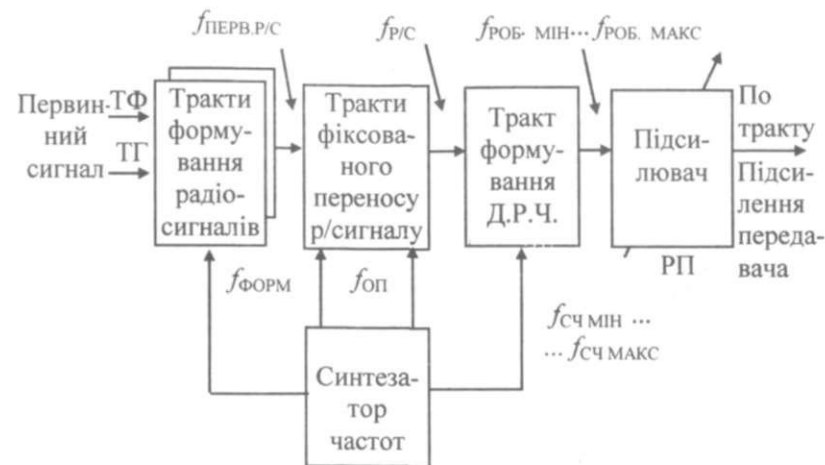 fПЕРВ.Р/С
fР/С
fРОБ. МІН... fРОБ. МАКС
Первин-
ний
сигнал
ТФ
ТГ
Тракти
форму-
вання
радіо-
сигналів
Тракти
фіксова-
ного
переносу
р/сигналу
Тракт
форму-
вання
Д.Р.Ч.
Підси-
лювач
РП
По
тракту
Підси-
лення
переда-
вача
fФОРМ
fОП
fСЧ МІН ...
... fСЧ МАКС
Синтеза-
тор
частот